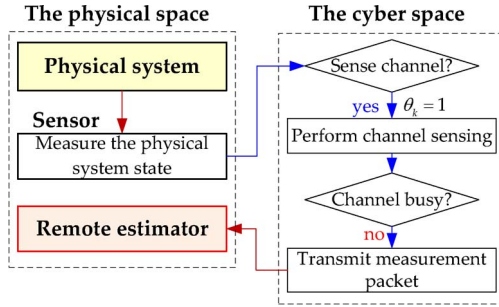 The physical space
Physical system
Sensor
Measure the physical
system state
Remote estimator
The cyber space
Sense channel?
yes θₖ = 1
Perform channel sensing
Channel busy?
no
Transmit measurement
packet